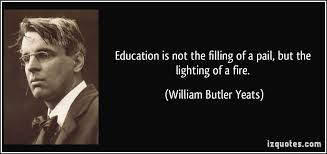 Education is not the filling of a pail, but the
lighting of a fire.
(William Butler Yeats)
izquotes.com